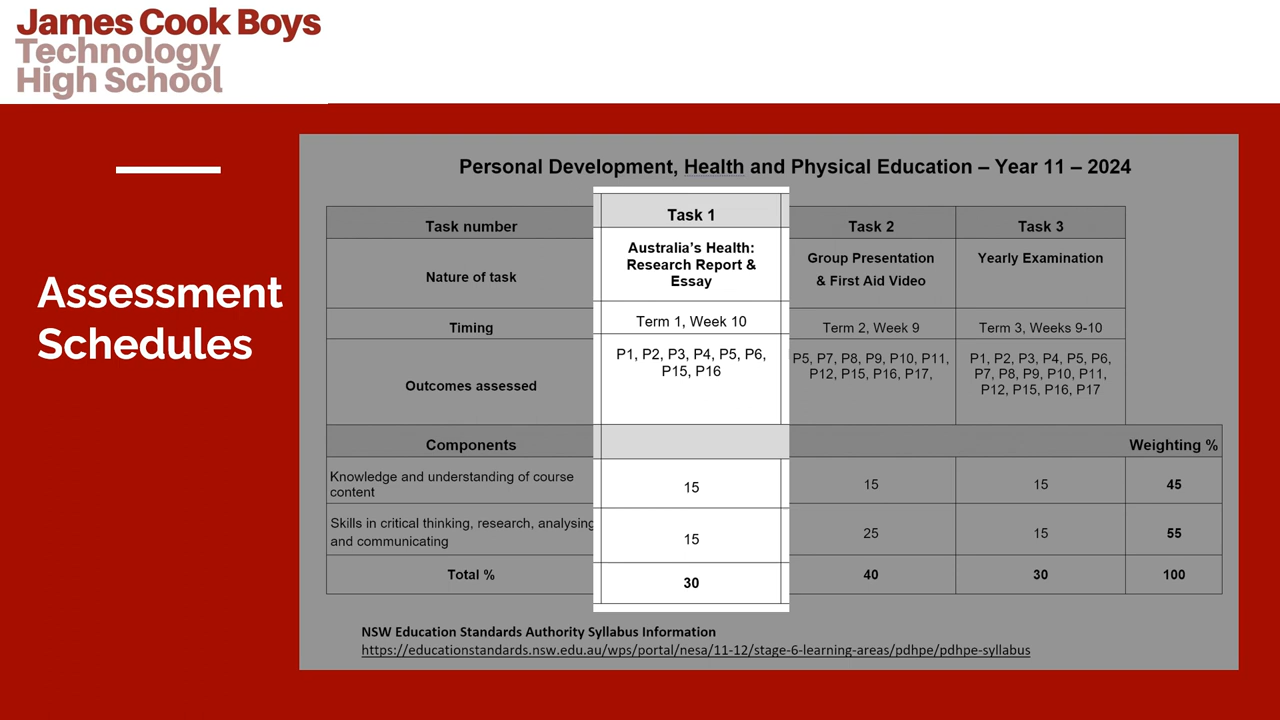 James Cook Boys
Technology
High School
Assessment
Schedules
Personal Development, Health and Physical Education – Year 11 – 2024
Task number Task 1 Task 2 Task 3
Nature of task Australia’s Health: Group Presentation Yearly Examination
Research Report & & First Aid Video
Essay
Timing Term 1, Week 10 Term 2, Week 9 Term 3, Weeks 9-10
Outcomes assessed P1, P2, P3, P4, P5, P6, P5, P7, P8, P9, P10, P11, P1, P2, P3, P4, P5, P6,
P15, P16 P12, P15, P16, P17, P7, P8, P9, P10, P11,
P12, P15, P16, P17
Components Weighting %
Knowledge and understanding of course 15 15 15 45
content
Skills in critical thinking, research, analysing 15 25 15 55
and communicating
Total % 30 40 30 100
NSW Education Standards Authority Syllabus Information
https://educationstandards.nsw.edu.au/wps/portal/nesa/11-12/stage-6-learning-areas/pdhpe/pdhpe-syllabus